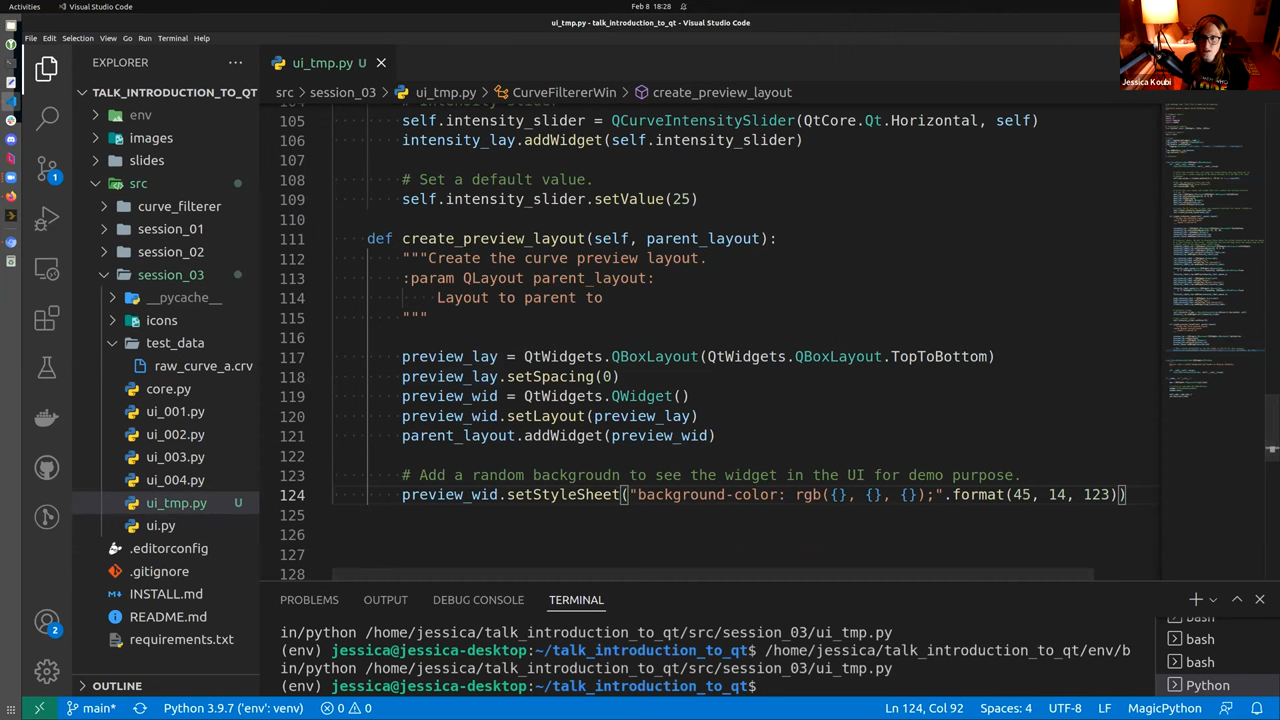 Activities
Visual Studio Code
Feb 8 18:28
ui_tmp.py - talk_introduction_to_qt - Visual Studio Code
File Edit Selection View Go Run Terminal Help
Jessica Koubi
EXPLORER
TALK_INTRODUCTION_TO_QT
env
images
slides
src
curve_filterer
session_01
session_02
session_03
__pycache__
icons
test_data
raw_curve_a.crv
core.py
ui_001.py
ui_002.py
ui_003.py
ui_004.py
ui_tmp.py U
ui.py
.editorconfig
.gitignore
INSTALL.md
README.md
requirements.txt
OUTLINE
1
2
ui_tmp.py
src > session_03 > ui_tmp.py > CurveFiltererWin > create_preview_layout
104 # Intensity Slider
105 self.intensity_slider = QCurveIntensitySlider(QtCore.Qt.Horizontal, self)
106 intensity_lay.addWidget(self.intensity_slider)
107
108 # Set default value.
109 self.intensity_slider.setValue(25)
110
111 def create_preview_layout(self, parent_layout):
112 """Create the Curve preview layout.
113 :param QLayout parent_layout:
114 Layout to parent to
115 """
116
117 preview_lay = QtWidgets.QBoxLayout(QtWidgets.QBoxLayout.TopToBottom)
118 preview_lay.setSpacing(0)
119 preview_wid = QtWidgets.QWidget()
120 preview_wid.setLayout(preview_lay)
121 parent_layout.addWidget(preview_wid)
122
123 # Add a random backgroudn to see the widget in the UI for demo purpose.
124 preview_wid.setStyleSheet("background-color: rgb({}, {}, {});".format(45, 14, 123))
125
126
127
128
PROBLEMS OUTPUT DEBUG CONSOLE TERMINAL
in/python /home/jessica/talk_introduction_to_qt/src/session_03/ui_tmp.py
(env) jessica@jessica-desktop:~/talk_introduction_to_qt$ /home/jessica/talk_introduction_to_qt/env/b
in/python /home/jessica/talk_introduction_to_qt/src/session_03/ui_tmp.py
(env) jessica@jessica-desktop:~/talk_introduction_to_qt$
bash
bash
bash
Python
main* Python 3.9.7 ('env': venv) 0 0 Ln 124, Col 92 Spaces: 4 UTF-8 LF MagicPython